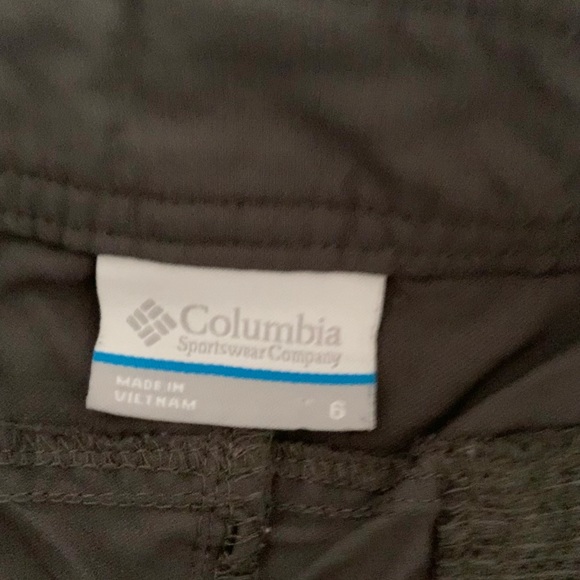 Columbia
Sportswear Company
MADE IN
VIETNAM
6